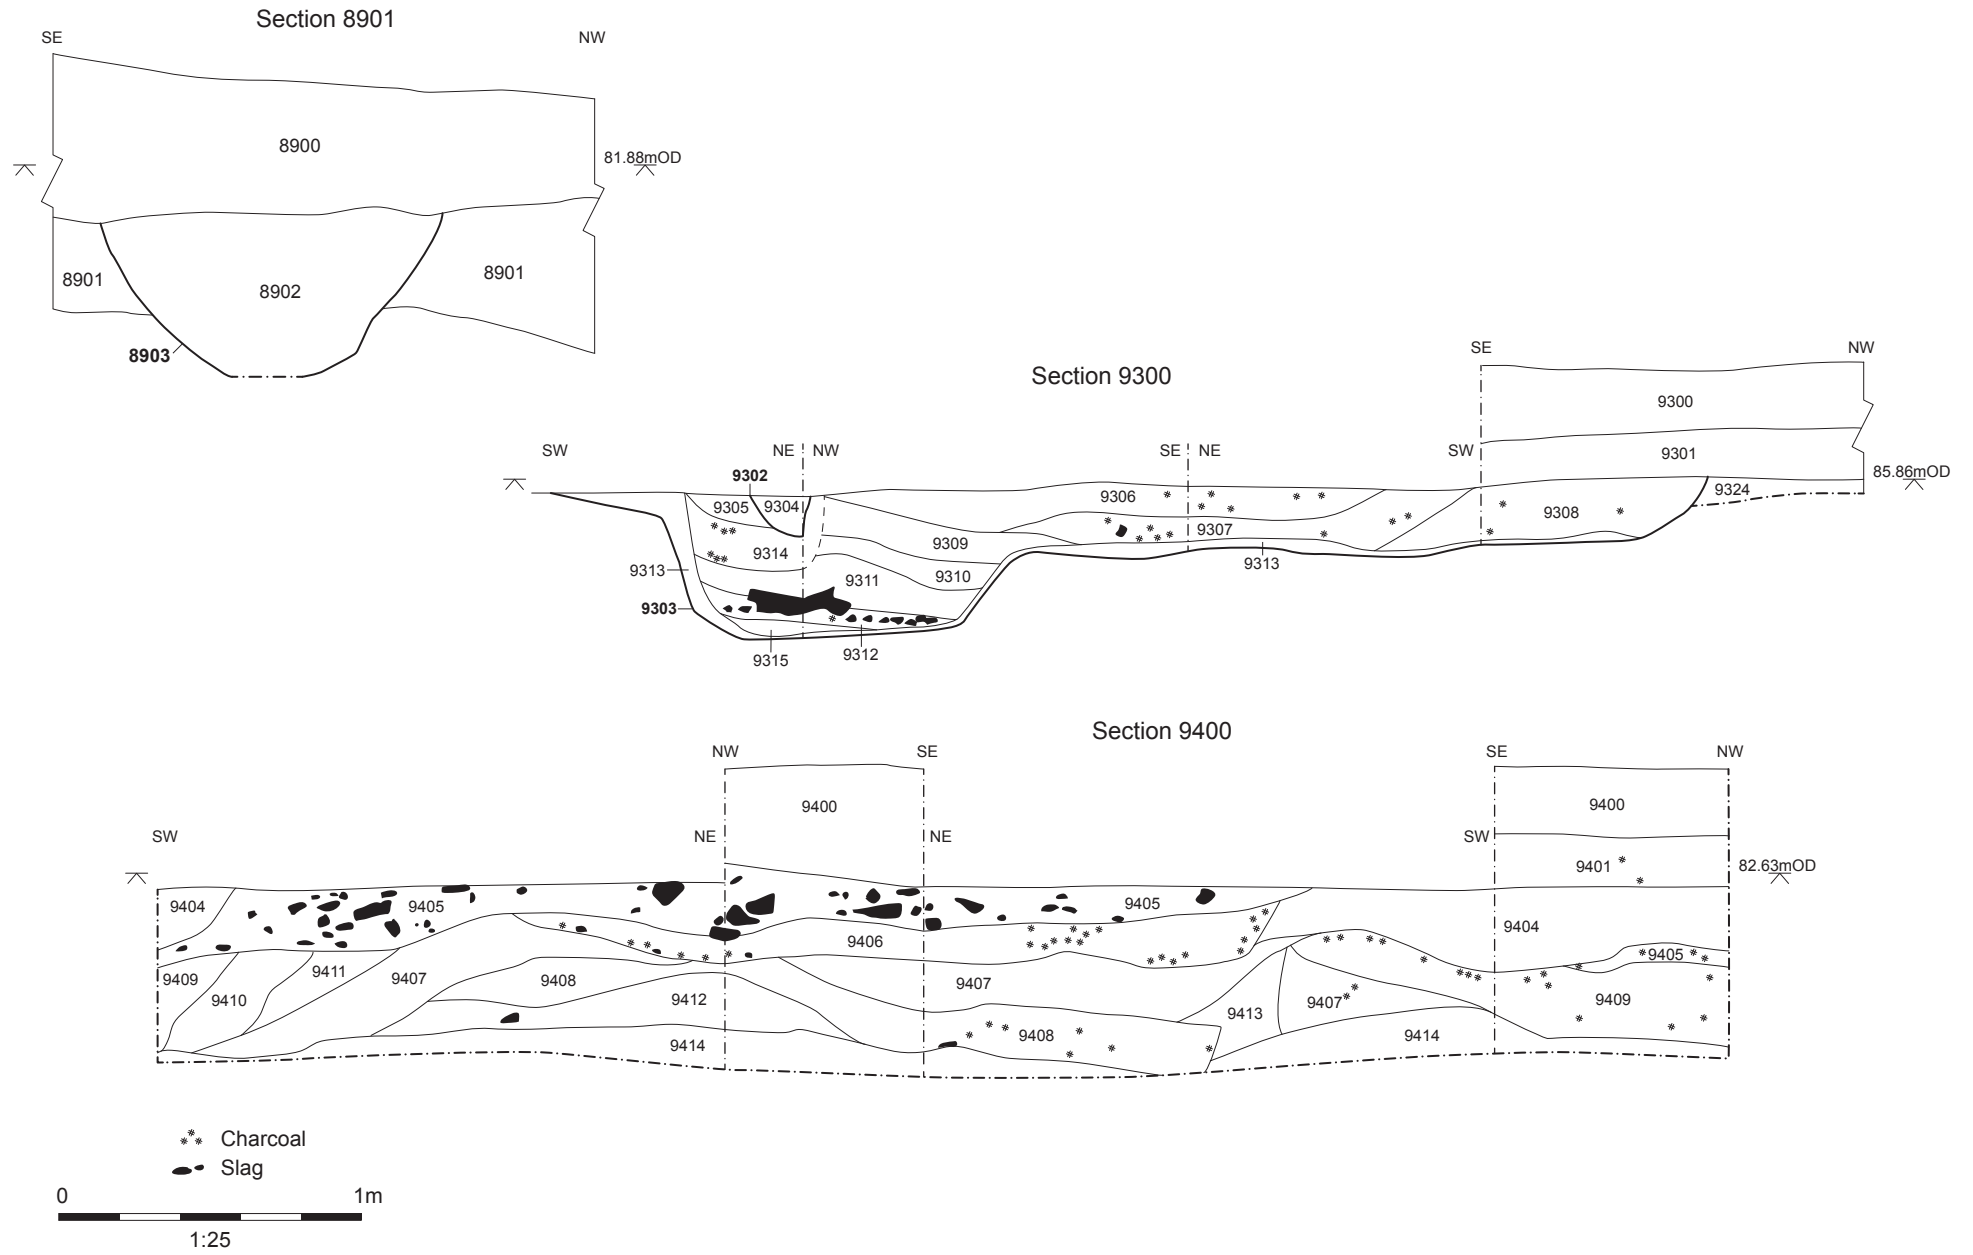 Section 8901
SE NW
8900
81.88mOD
8901 8902 8901
8903
Section 9300
SE NW
9300
9301
SW NE NW SE NE SW
85.86mOD
9302
9305 9304 9306 9324
9307 9308
9314 9309
9313 9311 9310 9313
9303
9315 9312
Section 9400
NW SE SE NW
9400 9400
SW NE NE SW
9401 82.63mOD
9404 9405 9405
9406 9404
9405
9409 9411 9407 9408 9407
9410 9412 9413 9407 9409
9414 9408 9414
Charcoal
Slag
0 1m
1:25